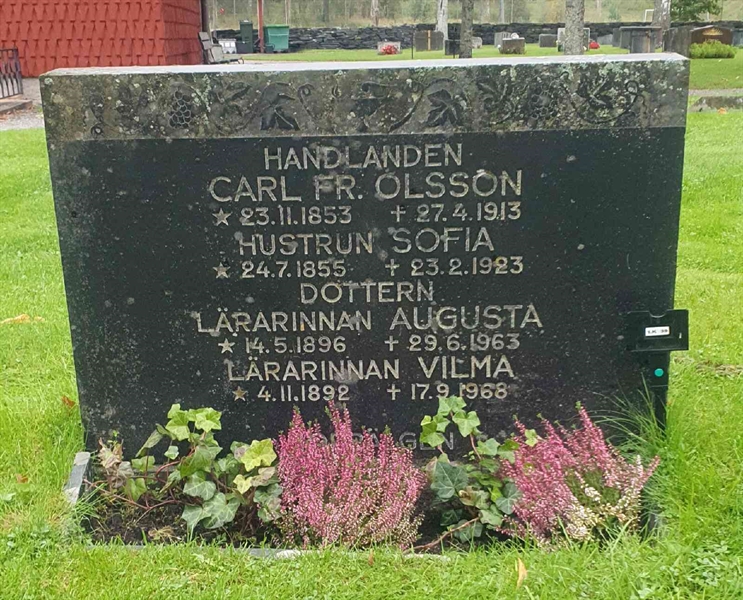 HANDLANDEN
CARL FR. OLSSON
★ 23.11.1853 + 27.4.1913
HUSTRUN SOFIA
★ 24.7.1855 + 23.2.1923
DOTTERN
LÄRARINNAN AUGUSTA
★ 14.5.1896 + 29.6.1963
LÄRARINNAN VILMA
★ 4.11.1892 + 17.9.1968